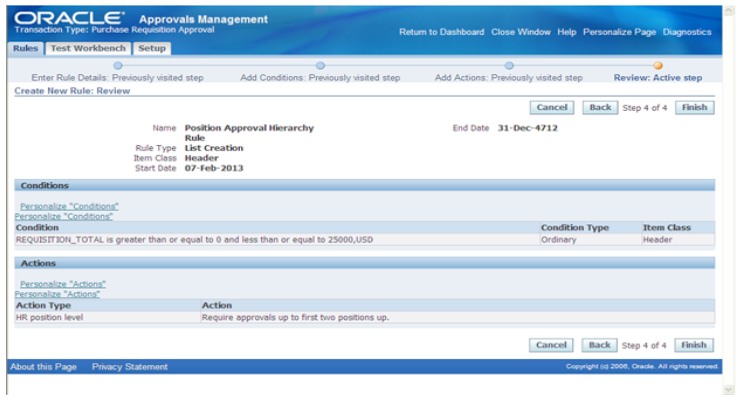 ORACLE Approvals Management
Transaction Type: Purchase Requisition Approval
Return to Dashboard Close Window Help Personalize Page Diagnostics
Rules Test Workbench Setup
Enter Rule Details: Previously visited step Add Conditions: Previously visited step Add Actions: Previously visited step Review: Active step
Create New Rule: Review
Cancel Back Step 4 of 4 Finish
Name Position Approval Hierarchy End Date 31-Dec-4712
Rule
Rule Type List Creation
Item Class Header
Start Date 07-Feb-2013
Conditions
Personalize "Conditions"
Personalize "Conditions"
Condition Condition Type Item Class
REQUISITION_TOTAL is greater than or equal to 0 and less than or equal to 25000,USD Ordinary Header
Actions
Personalize "Actions"
Personalize "Actions"
Action Type Action
HR position level Require approvals up to first two positions up.
Cancel Back Step 4 of 4 Finish
About this Page Privacy Statement Copyright (c) 2006, Oracle. All rights reserved.